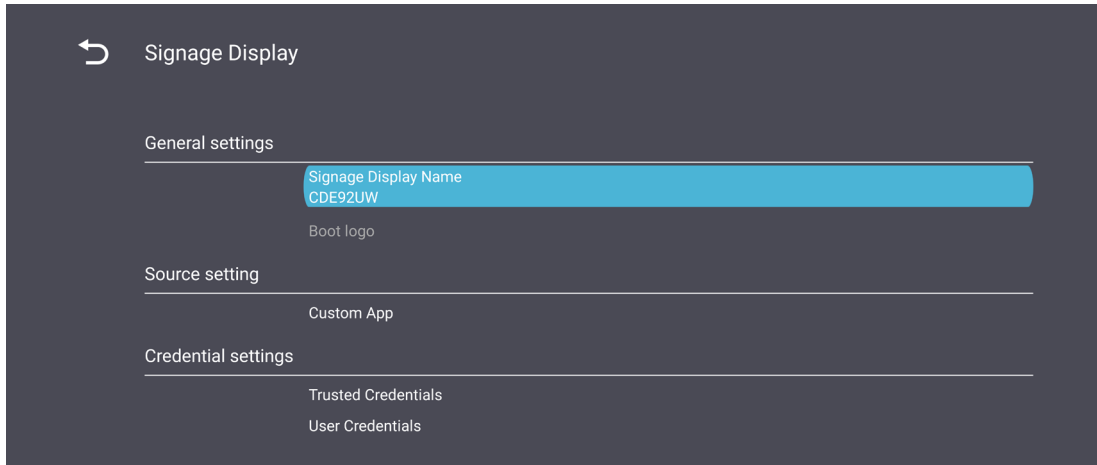 Signage Display
General settings
Signage Display Name
CDE92UW
Boot logo
Source setting
Custom App
Credential settings
Trusted Credentials
User Credentials